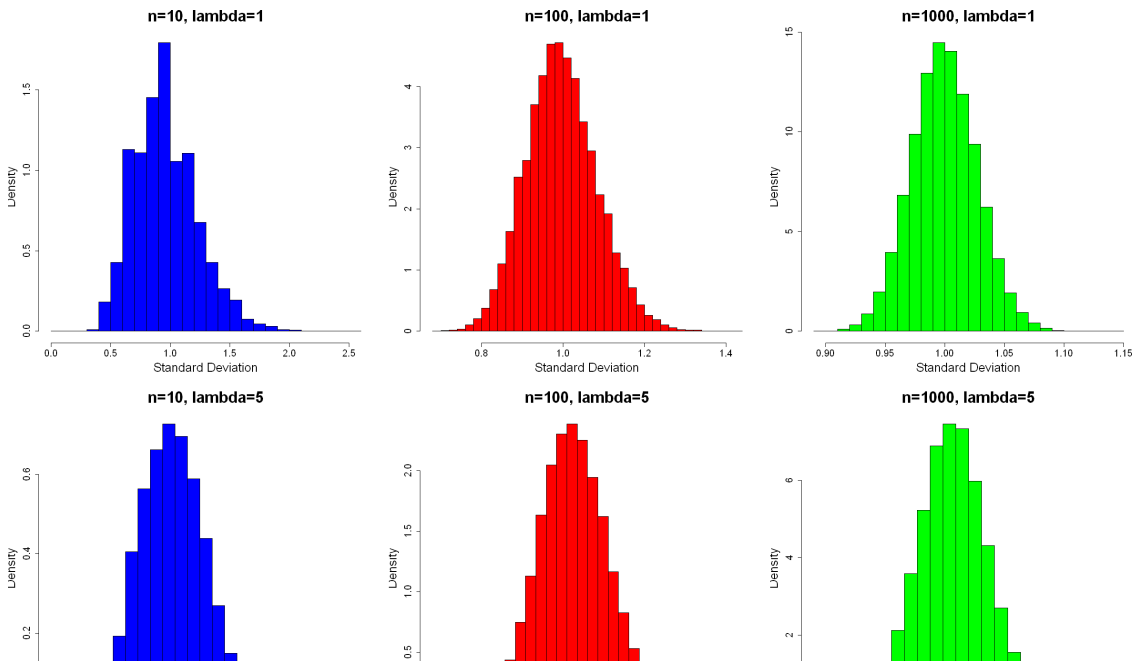 n=10, lambda=1
n=100, lambda=1
n=1000, lambda=1
Density
0.0
0.5
1.0
1.5
0.0
0.5
1.0
1.5
2.0
2.5
Standard Deviation
Density
0
1
2
3
4
0.8
1.0
1.2
1.4
Standard Deviation
Density
0
5
10
15
0.90
0.95
1.00
1.05
1.10
1.15
Standard Deviation
n=10, lambda=5
n=100, lambda=5
n=1000, lambda=5
Density
0.2
0.4
0.6
Density
0.5
1.0
1.5
2.0
Density
2
4
6